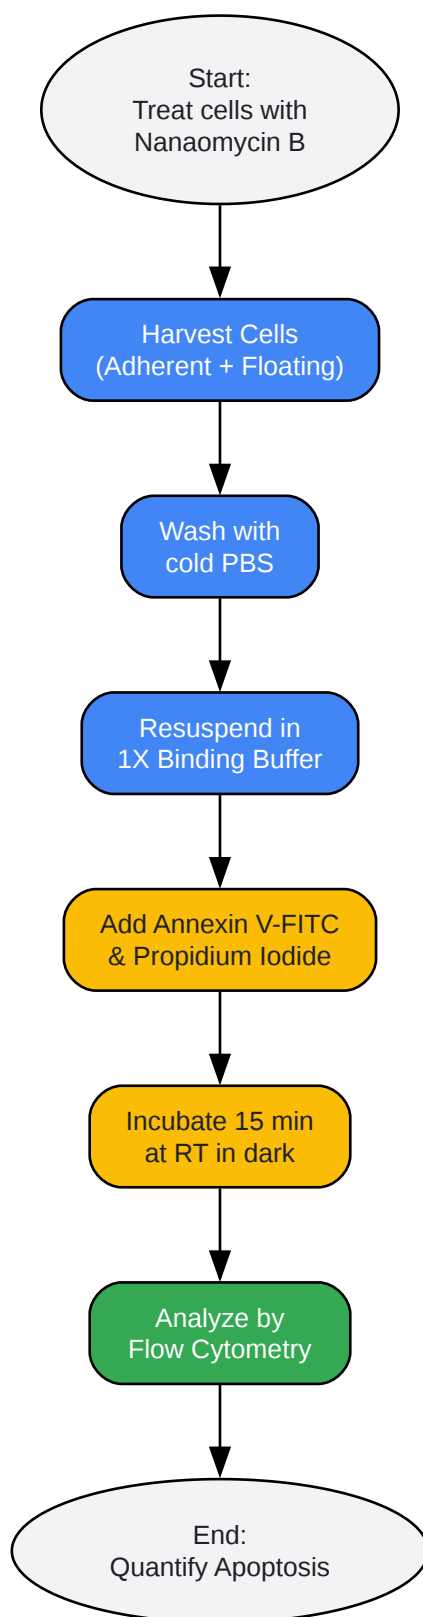 Start:
Treat cells with
Nanaomycin B
Harvest Cells
(Adherent + Floating)
Wash with
cold PBS
Resuspend in
1X Binding Buffer
Add Annexin V-FITC
& Propidium Iodide
Incubate 15 min
at RT in dark
Analyze by
Flow Cytometry
End:
Quantify Apoptosis